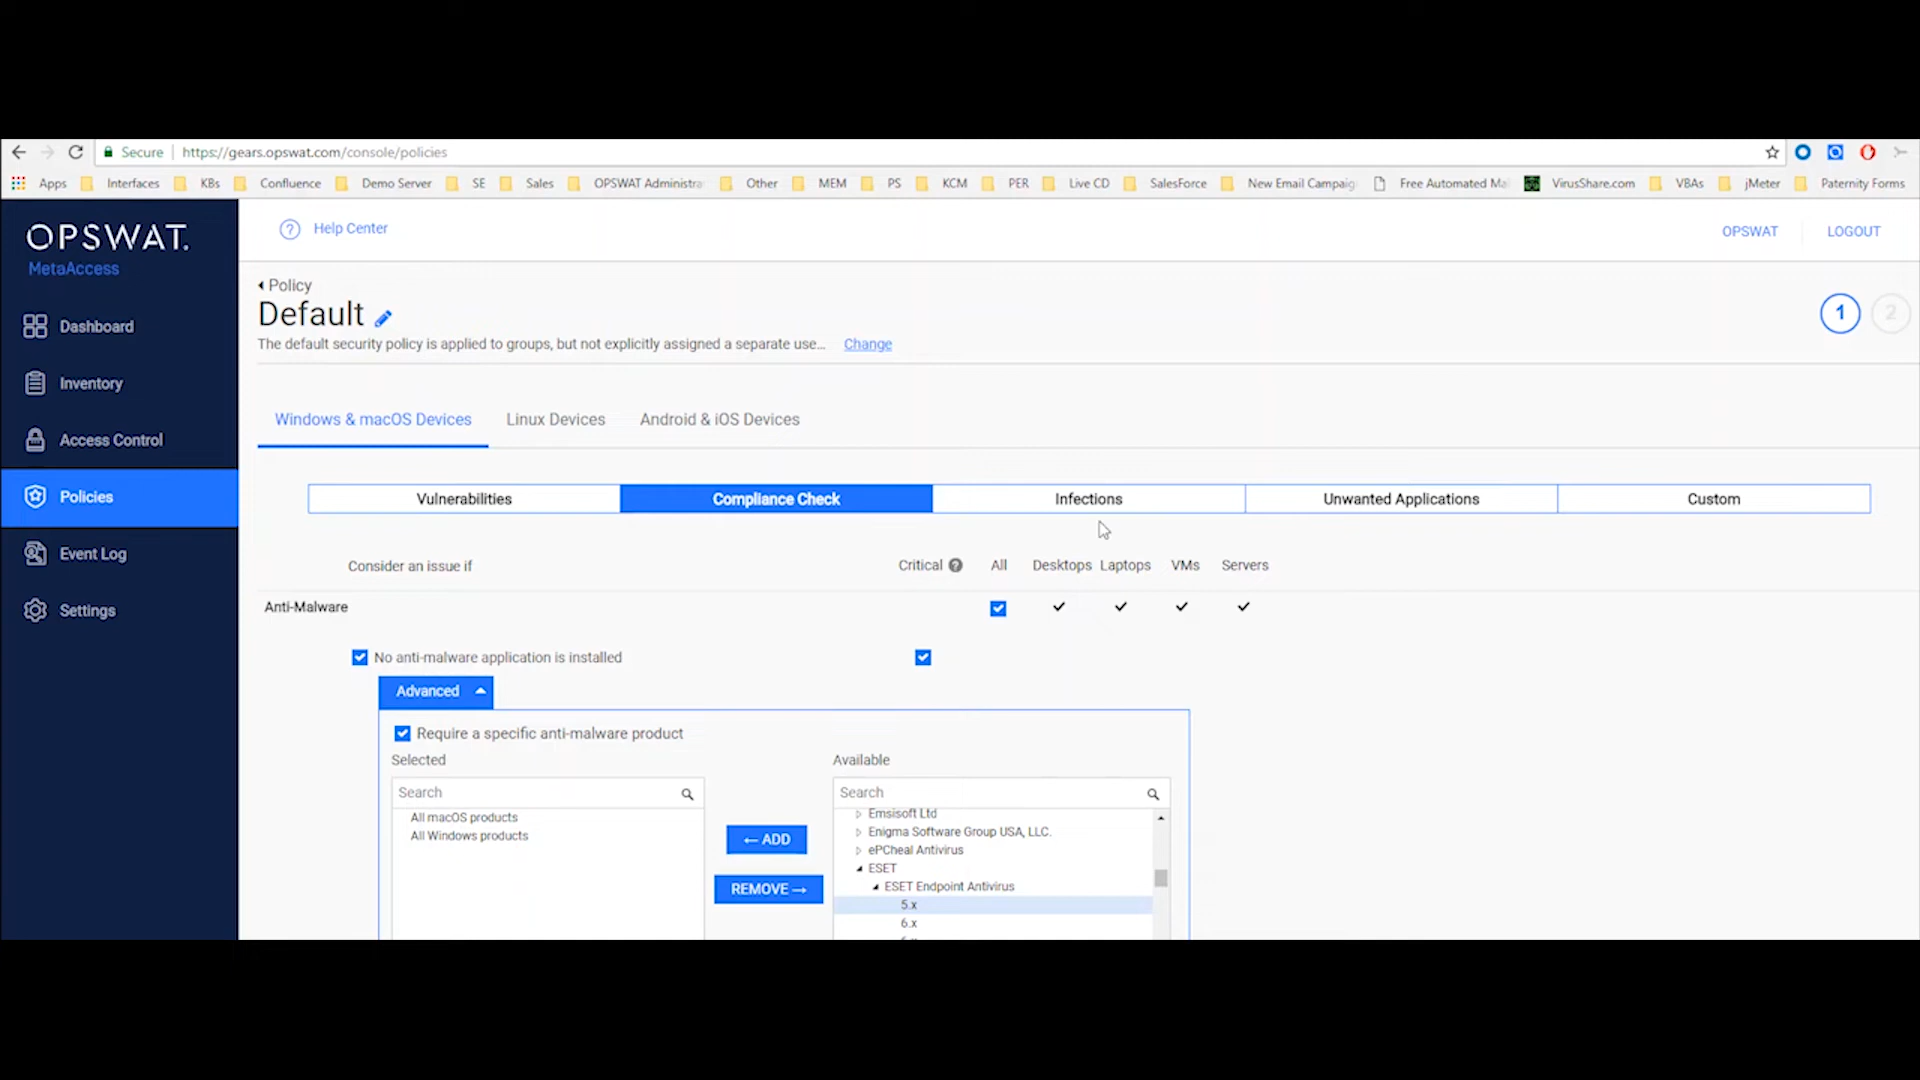 Secure https://gears.opswat.com/console/policies
Apps Interfaces KBs Confluence Demo Server SE Sales OPSWAT Administra Other MEM PS KCM PER Live CD SalesForce New Email Campaig Free Automated Ma VirusShare.com VBAs jMeter Paternity Forms
OPSWAT.
MetaAccess
Dashboard
Inventory
Access Control
Policies
Event Log
Settings
? Help Center
OPSWAT LOGOUT
Policy
Default
1 2
The default security policy is applied to groups, but not explicitly assigned a separate use... Change
Windows & macOS Devices Linux Devices Android & iOS Devices
Vulnerabilities Compliance Check Infections Unwanted Applications Custom
Consider an issue if Critical ? All Desktops Laptops VMs Servers
Anti-Malware
No anti-malware application is installed
Advanced
Require a specific anti-malware product
Selected Available
Search Search
All macOS products
All Windows products
← ADD
REMOVE →
Emsisoft Ltd
Enigma Software Group USA, LLC.
ePCheal Antivirus
ESET
ESET Endpoint Antivirus
5.x
6.x